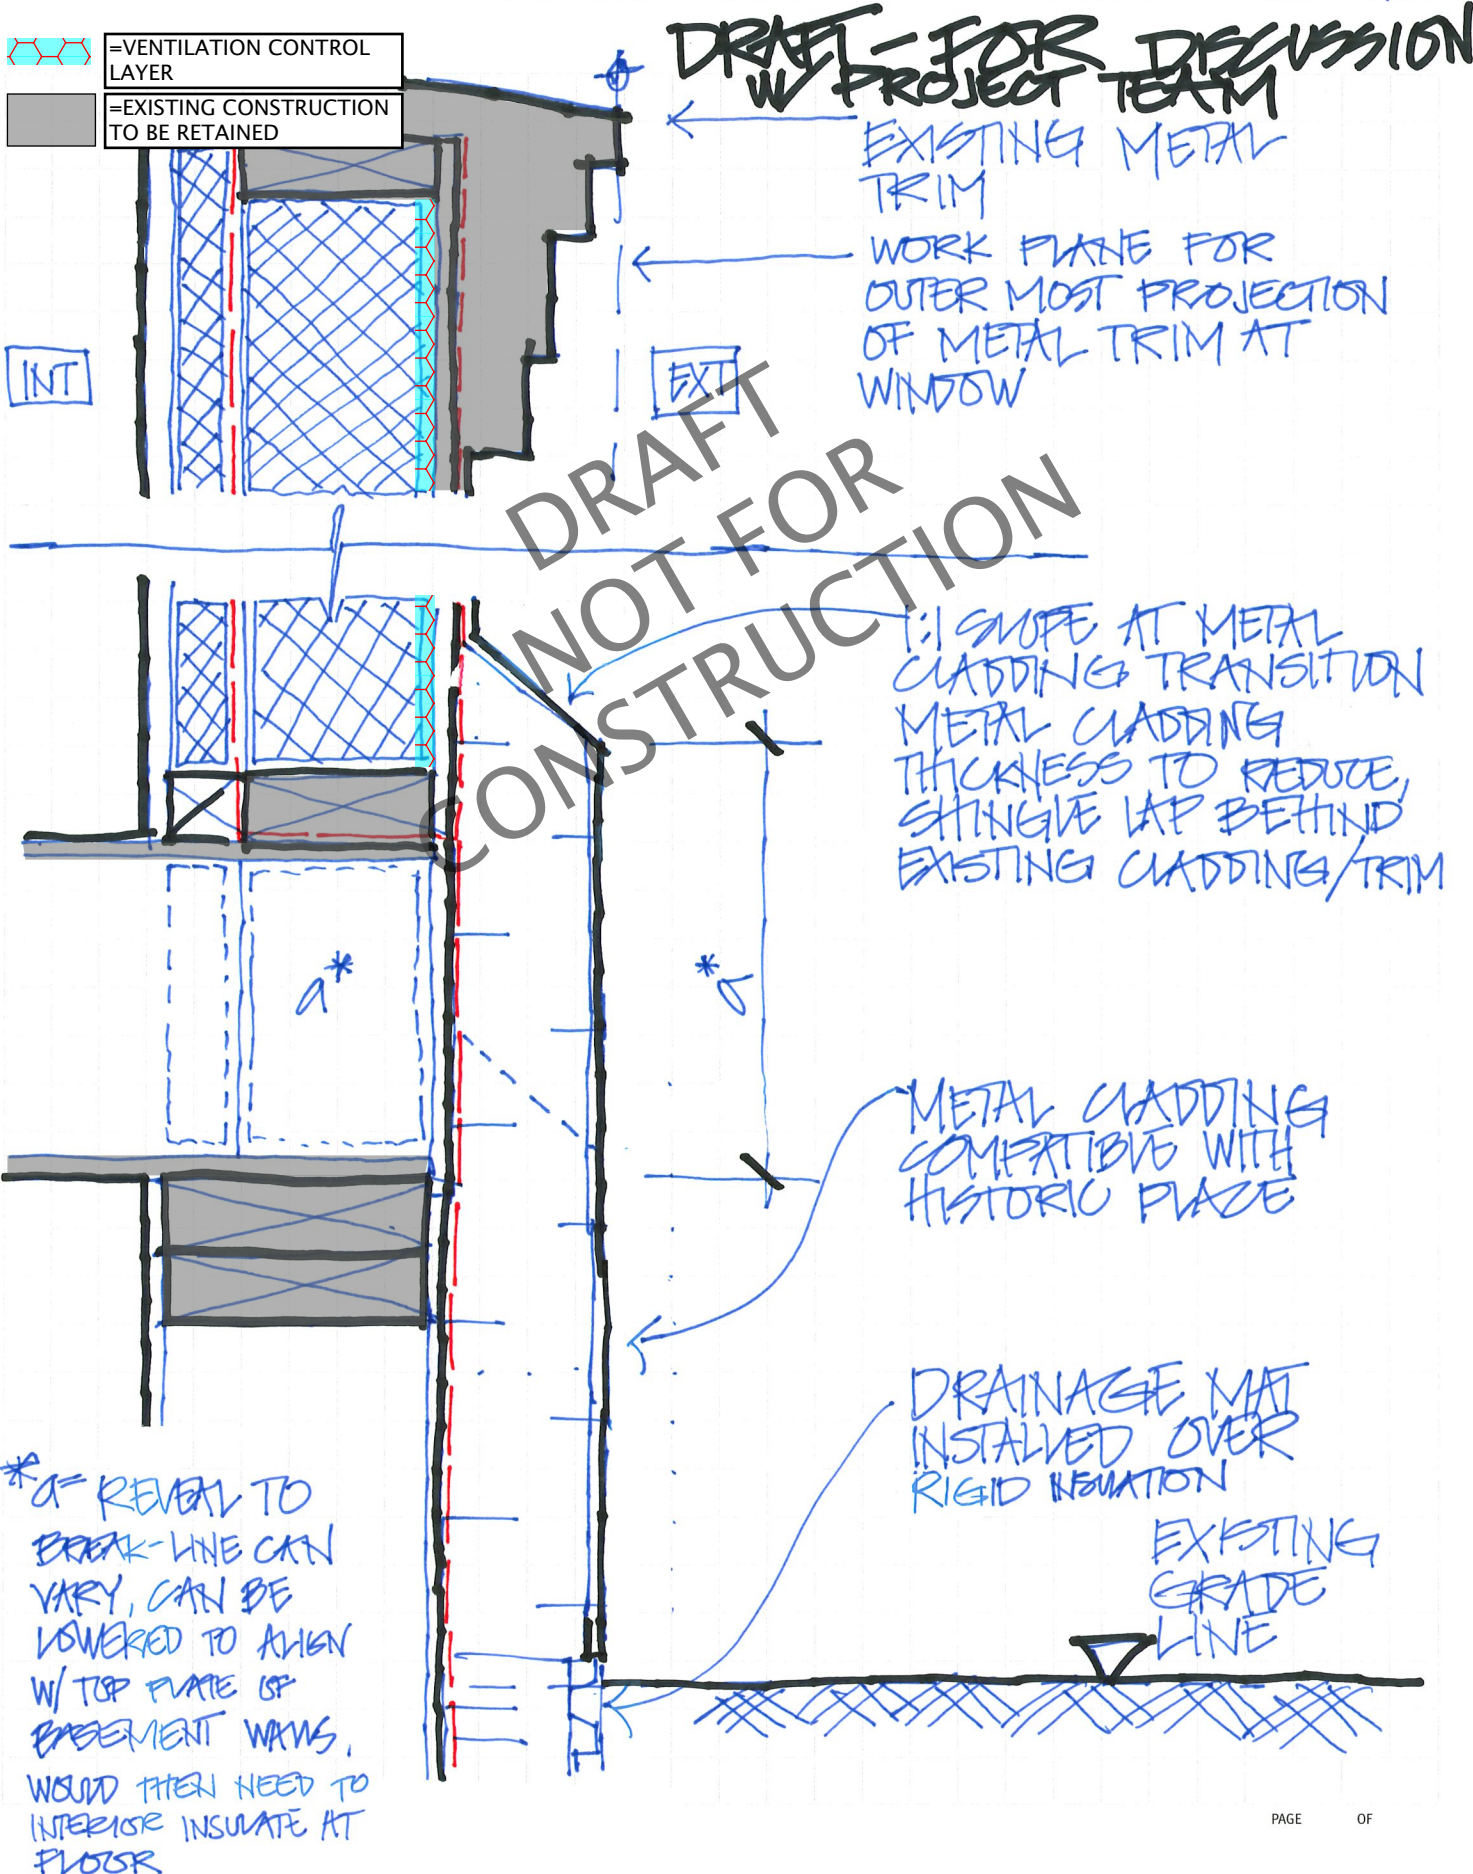 DRAFT - FOR DISCUSSION
W/ PROJECT TEAM
=VENTILATION CONTROL
LAYER
=EXISTING CONSTRUCTION
TO BE RETAINED
EXISTING METAL
TRIM
WORK PLANE FOR
OUTER MOST PROJECTION
OF METAL TRIM AT
WINDOW
INT
EXT
DRAFT
NOT FOR
CONSTRUCTION
1:1 SLOPE AT METAL
CLADDING TRANSITION
METAL CLADDING
THICKNESS TO REDUCE,
SHINGLE LAP BEHIND
EXISTING CLADDING/TRIM
a*
*a
METAL CLADDING
COMPATIBLE WITH
HISTORIC PLAZE
DRAINAGE MAT
INSTALLED OVER
RIGID INSULATION
EXISTING
GRADE
LINE
*a= REVEAL TO
BREAK-LINE CAN
VARY, CAN BE
LOWERED TO ALIGN
W/ TOP PLATE OF
BASEMENT WALLS,
WOULD THEN NEED TO
INTERIOR INSULATE AT
FLOOR
PAGE OF